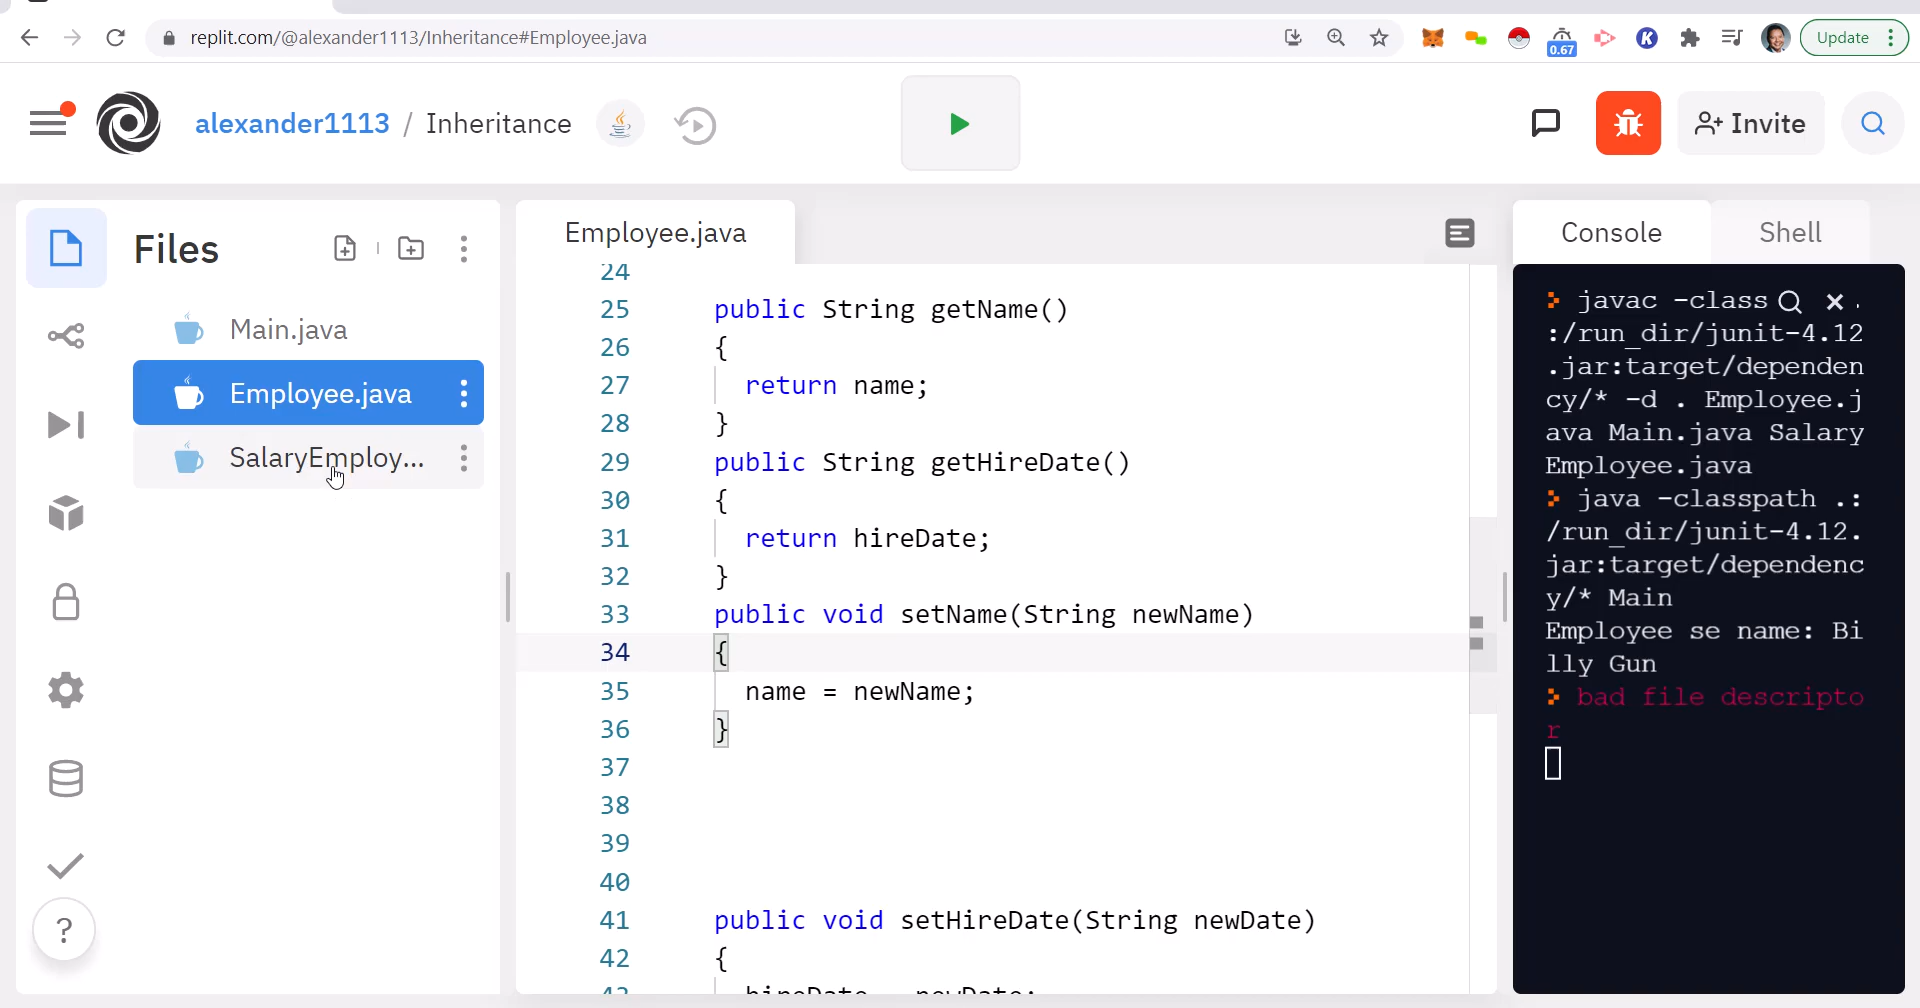 replit.com/@alexander1113/Inheritance#Employee.java
0.67
K
Update
alexander1113 / Inheritance
Invite
Files
Main.java
Employee.java
SalaryEmploy...
?
Employee.java
24
25 public String getName()
26 {
27 return name;
28 }
29 public String getHireDate()
30 {
31 return hireDate;
32 }
33 public void setName(String newName)
34 {
35 name = newName;
36 }
37
38
39
40
41 public void setHireDate(String newDate)
42 {
43 hireDate = newDate;
Console Shell
javac -class .
:/run_dir/junit-4.12
.jar:target/dependen
cy/* -d . Employee.j
ava Main.java Salary
Employee.java
java -classpath .:
/run_dir/junit-4.12.
jar:target/dependenc
y/* Main
Employee se name: Bi
lly Gun
bad file descripto
r